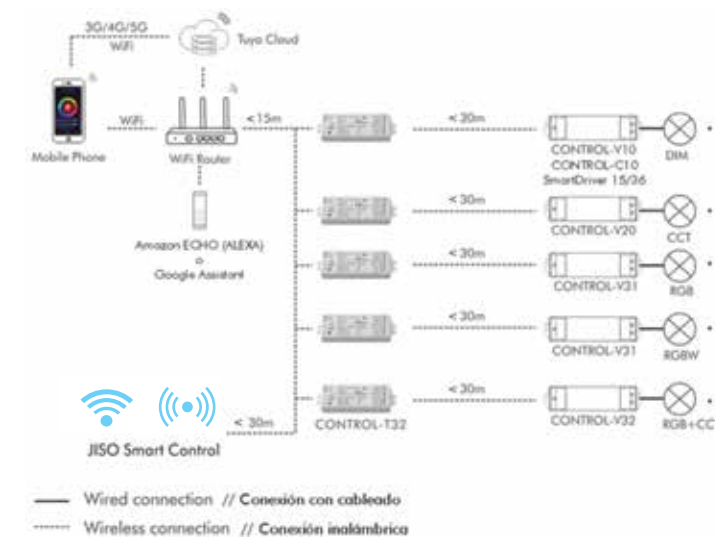 3G/4G/5G
WiFi
Tuya Cloud
WiFi
<15m
Mobile Phone
WiFi Router
Amazon ECHO (ALEXA)
o
Google Assistant
<30m
CONTROL-V10
CONTROL-C10
SmartDriver 15/36
DIM
<30m
CONTROL-V20
CCT
<30m
CONTROL-V31
RGB
<30m
CONTROL-V31
RGBW
<30m
CONTROL-T32
CONTROL-V32
RGB+CC
< 30m
JISO Smart Control
Wired connection // Conexión con cableado
Wireless connection // Conexión inalámbrica